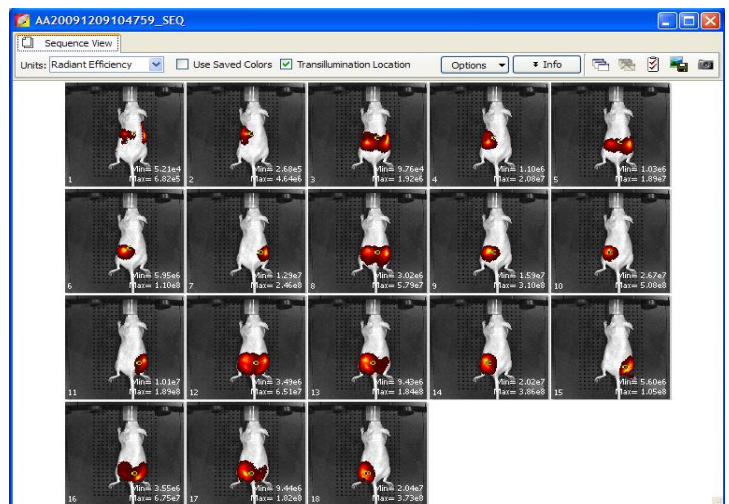 AA20091209104759_SEQ
Sequence View
Units: Radiant Efficiency Use Saved Colors Transillumination Location Options Info
1 Min= 5.21e4 Max= 6.82e5
2 Min= 2.68e5 Max= 4.64e6
3 Min= 9.76e4 Max= 1.92e6
4 Min= 1.10e6 Max= 2.08e7
5 Min= 1.03e6 Max= 1.89e7
6 Min= 5.95e6 Max= 1.10e8
7 Min= 1.29e7 Max= 2.46e8
8 Min= 3.02e6 Max= 5.79e7
9 Min= 1.59e7 Max= 3.10e8
10 Min= 2.67e7 Max= 5.08e8
11 Min= 1.01e7 Max= 1.89e8
12 Min= 3.49e6 Max= 6.51e7
13 Min= 9.43e6 Max= 1.84e8
14 Min= 2.02e7 Max= 3.86e8
15 Min= 5.60e6 Max= 1.05e8
16 Min= 3.55e6 Max= 6.75e7
17 Min= 9.44e6 Max= 1.82e8
18 Min= 2.04e7 Max= 3.73e8